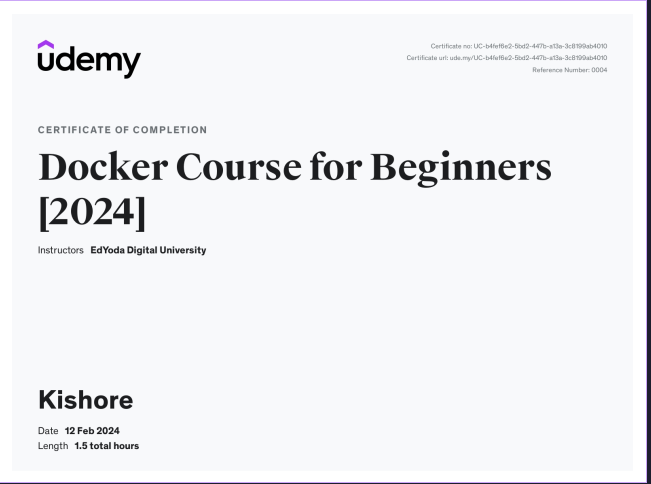 udemy
Certificate no: UC-b4fef6e2-5bd2-447b-a13a-3c8199ab4010
Certificate url: ude.my/UC-b4fef6e2-5bd2-447b-a13a-3c8199ab4010
Reference Number: 0004
CERTIFICATE OF COMPLETION
Docker Course for Beginners
[2024]
Instructors EdYoda Digital University
Kishore
Date 12 Feb 2024
Length 1.5 total hours